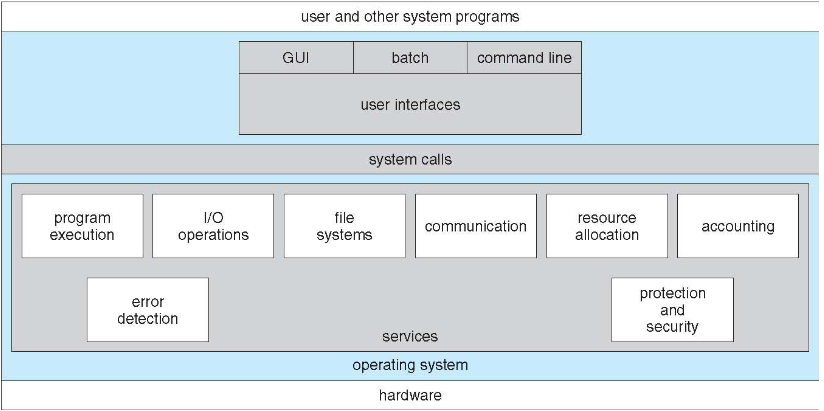 user and other system programs
GUI
batch
command line
user interfaces
system calls
program
execution
I/O
operations
file
systems
communication
resource
allocation
accounting
error
detection
protection
and
security
services
operating system
hardware